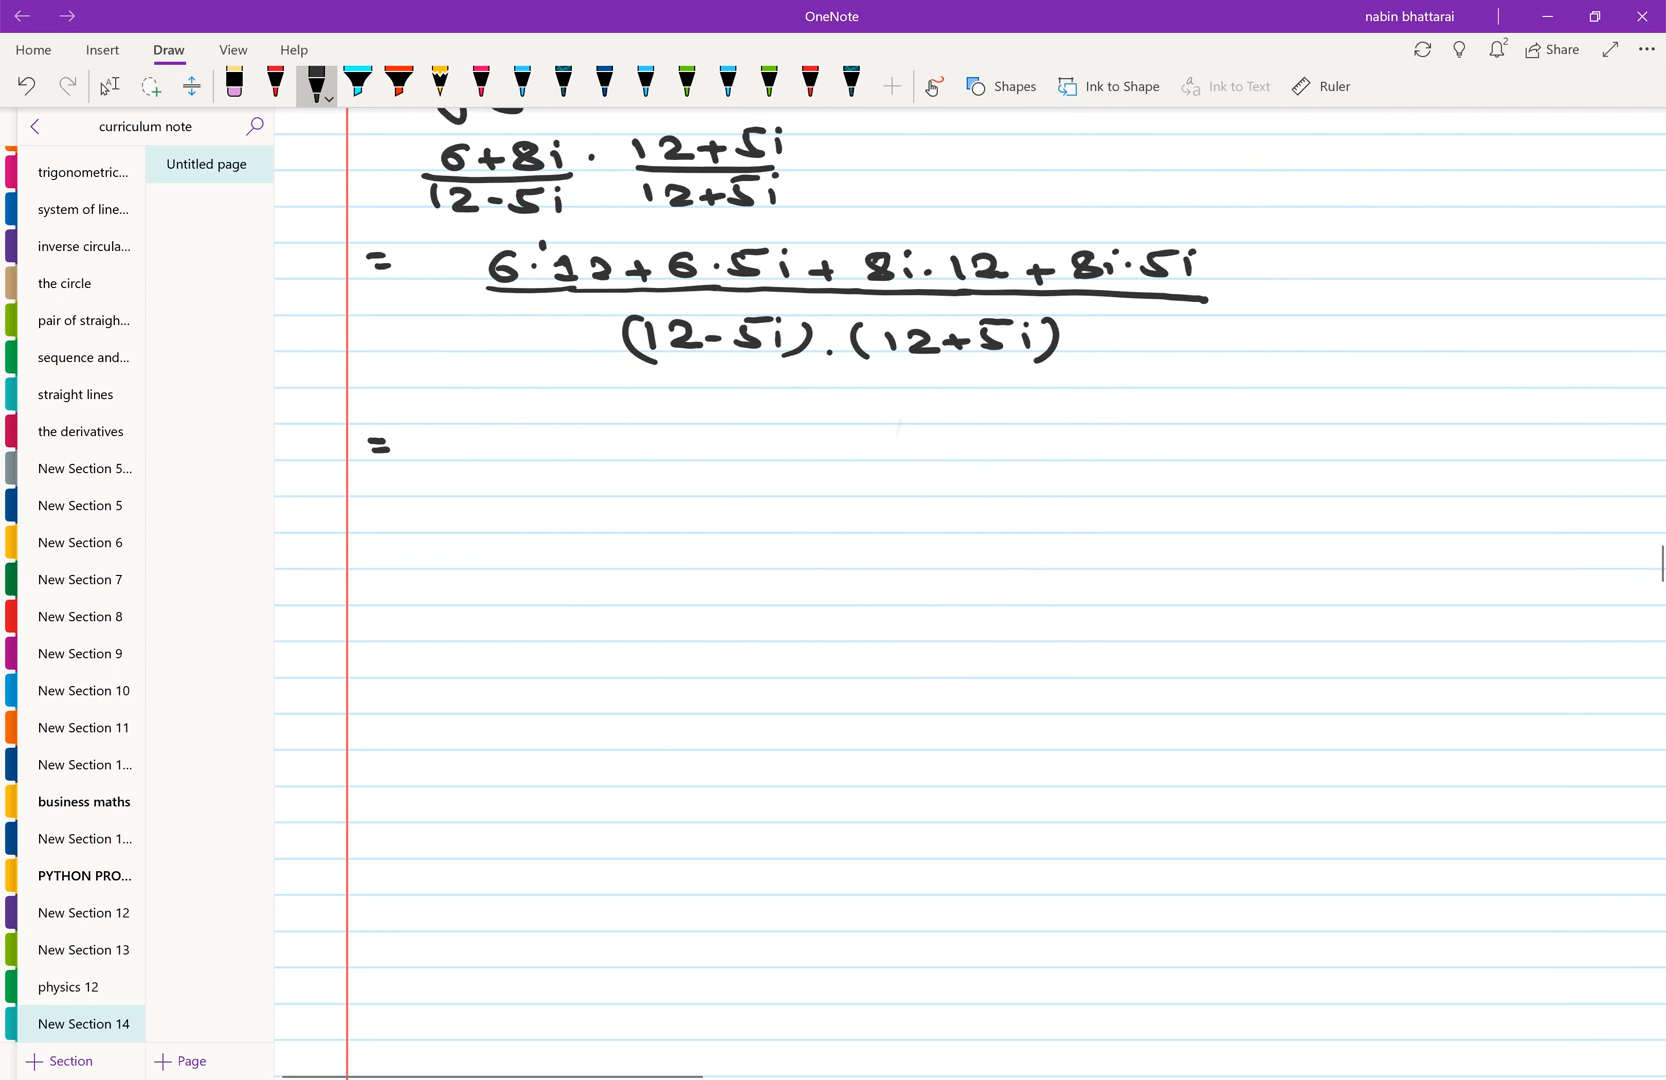 OneNote
nabin bhattarai
Home Insert Draw View Help
2
Share
Shapes
Ink to Shape
Ink to Text
Ruler
curriculum note
Untitled page
trigonometric...
system of line...
inverse circula...
the circle
pair of straigh...
sequence and...
straight lines
the derivatives
New Section 5...
New Section 5
New Section 6
New Section 7
New Section 8
New Section 9
New Section 10
New Section 11
New Section 1...
business maths
New Section 1...
PYTHON PRO...
New Section 12
New Section 13
physics 12
New Section 14
Section
Page
6+8i . 12+5i
12-5i 12+5i
= 6.12 + 6.5i + 8i.12 + 8i.5i
(12-5i).(12+5i)
=